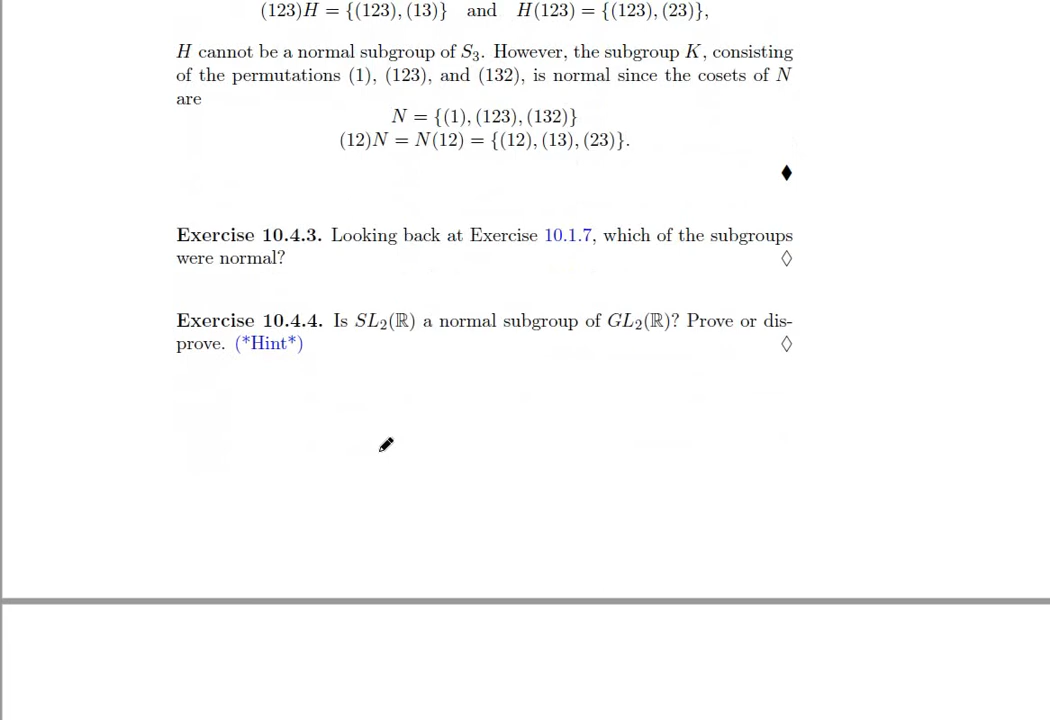 (123)H = {(123), (13)} and H(123) = {(123), (23)},
H cannot be a normal subgroup of S₃. However, the subgroup K, consisting
of the permutations (1), (123), and (132), is normal since the cosets of N
are
N = {(1), (123), (132)}
(12)N = N(12) = {(12), (13), (23)}.
♦
Exercise 10.4.3. Looking back at Exercise 10.1.7, which of the subgroups
were normal? ♢
Exercise 10.4.4. Is SL₂(ℝ) a normal subgroup of GL₂(ℝ)? Prove or dis-
prove. (*Hint*) ♢